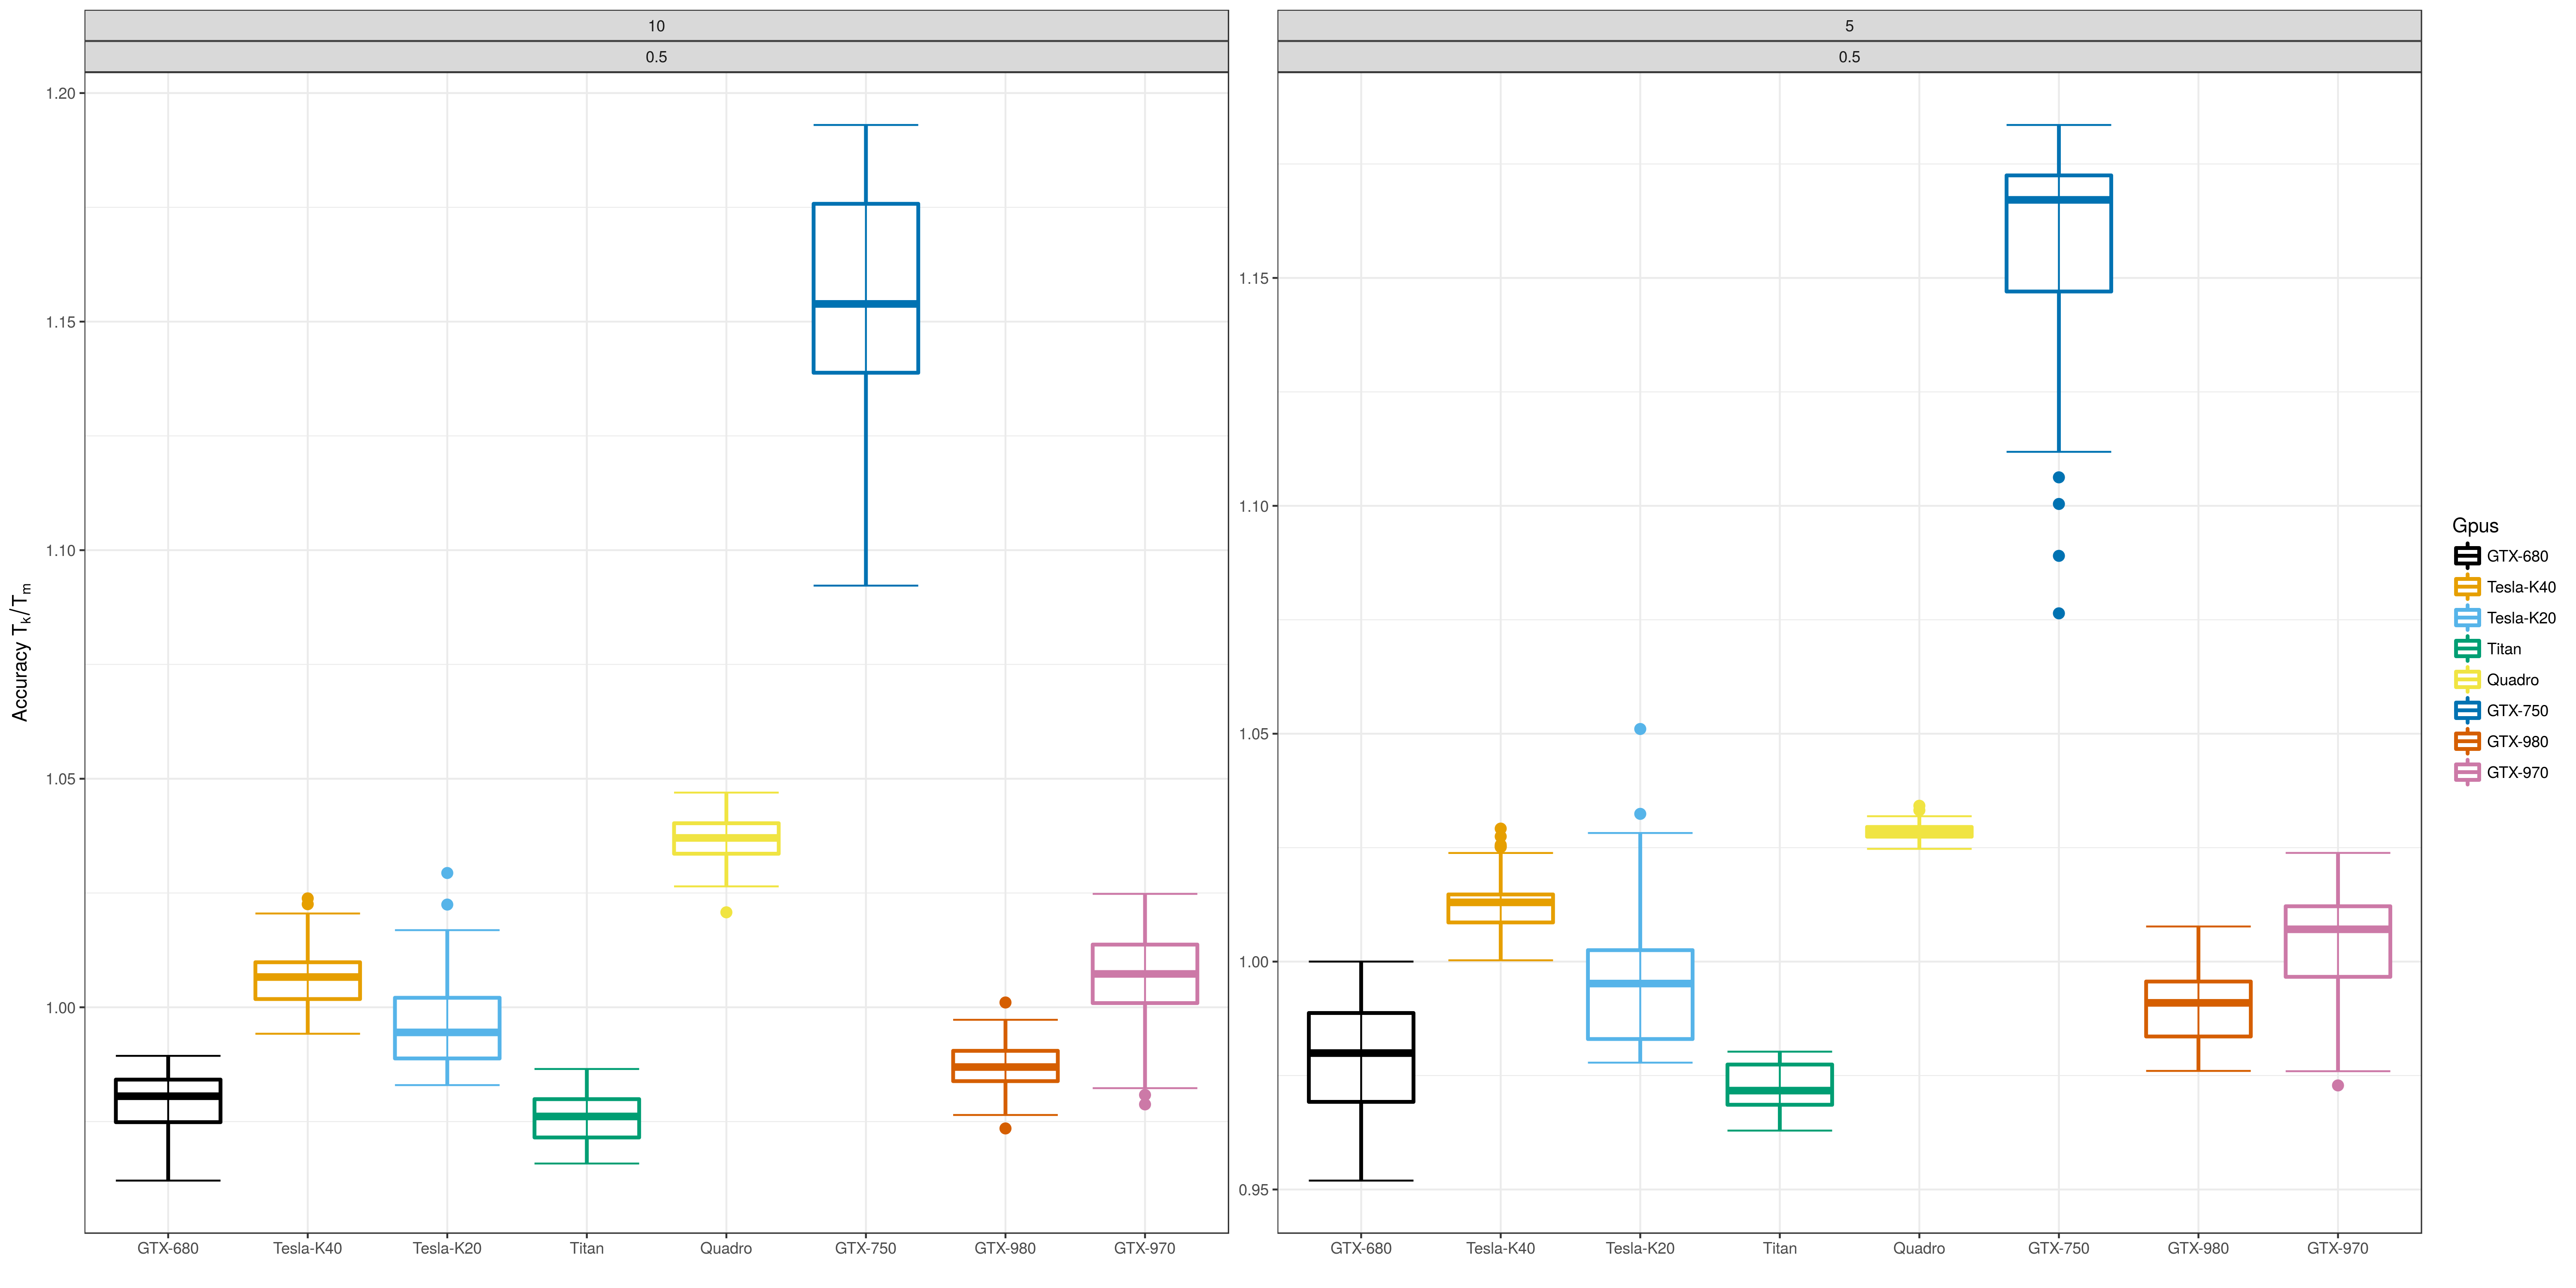 10
0.5
5
0.5
Accuracy Tk/Tm
1.20
1.15
1.10
1.05
1.00
GTX-680 Tesla-K40 Tesla-K20 Titan Quadro GTX-750 GTX-980 GTX-970
1.15
1.10
1.05
1.00
0.95
GTX-680 Tesla-K40 Tesla-K20 Titan Quadro GTX-750 GTX-980 GTX-970
Gpus
GTX-680
Tesla-K40
Tesla-K20
Titan
Quadro
GTX-750
GTX-980
GTX-970